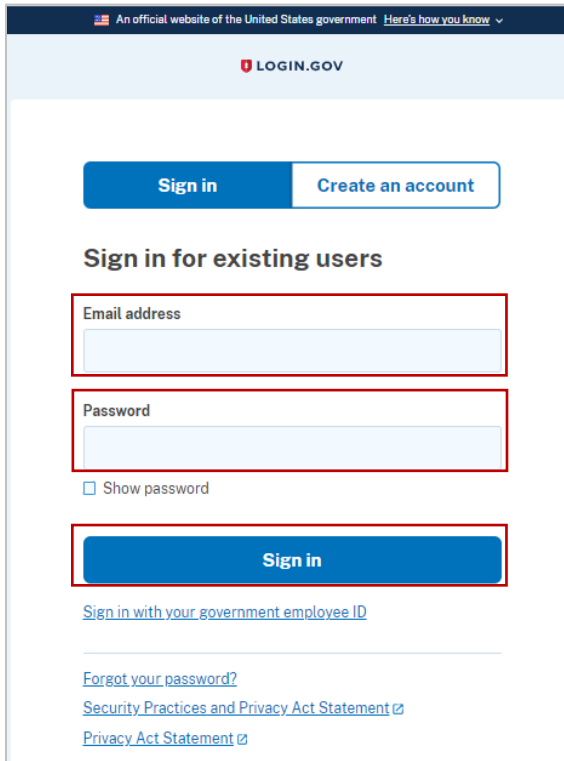 An official website of the United States government Here's how you know
LOGIN.GOV
Sign in Create an account
Sign in for existing users
Email address
Password
Show password
Sign in
Sign in with your government employee ID
Forgot your password?
Security Practices and Privacy Act Statement
Privacy Act Statement